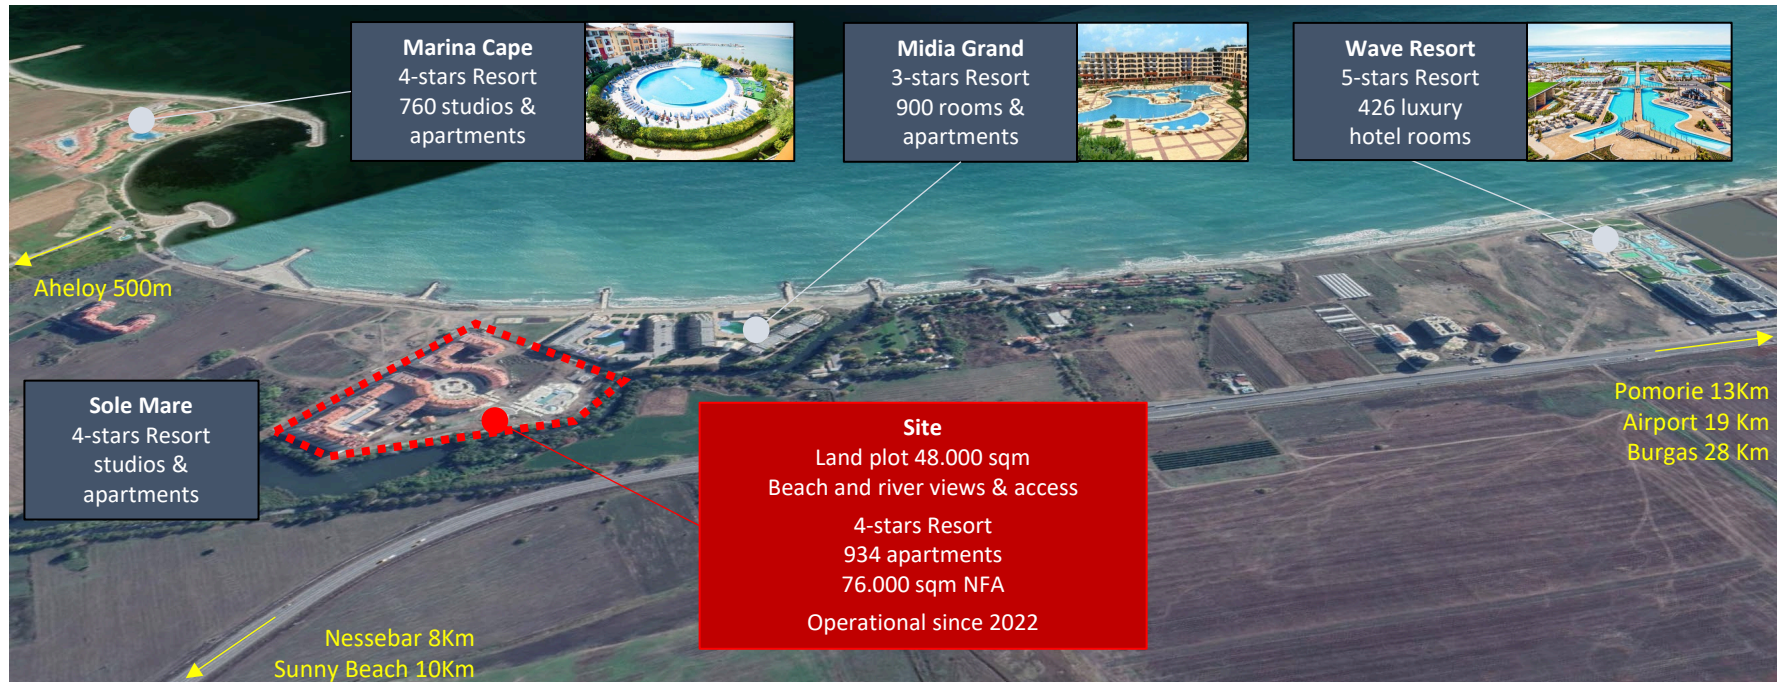 Marina Cape
4-stars Resort
760 studios &
apartments
Midia Grand
3-stars Resort
900 rooms &
apartments
Wave Resort
5-stars Resort
426 luxury
hotel rooms
Aheloy 500m
Sole Mare
4-stars Resort
studios &
apartments
Site
Land plot 48.000 sqm
Beach and river views & access
4-stars Resort
934 apartments
76.000 sqm NFA
Operational since 2022
Pomorie 13Km
Airport 19 Km
Burgas 28 Km
Nessebar 8Km
Sunny Beach 10Km